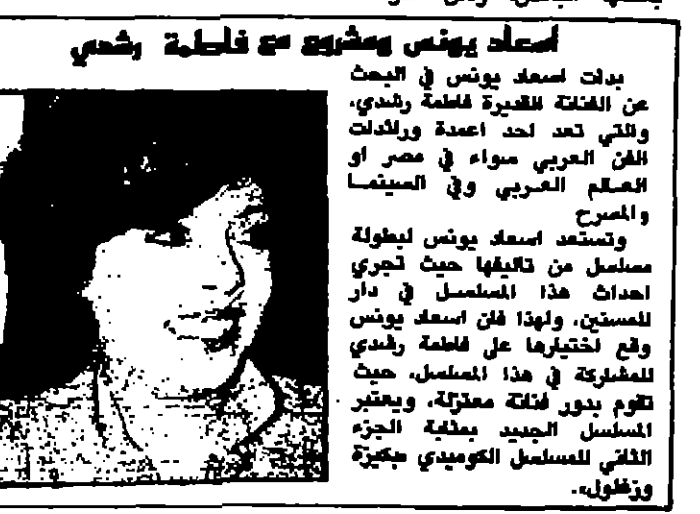 اسعاد يونس ومشروع مع فاطمة رشدي
بدات اسعاد يونس في البحث
عن الفنانة القديرة فاطمة رشدي،
والتي تعد احد اعمدة ورائدات
الفن العربي سواء في مصر او
العالم العربي وفي السينما
والمسرح
وتستعد اسعاد يونس لبطولة
مسلسل من تاليفها حيث تجري
احداث هذا المسلسل في دار
للمسنين، ولهذا فان اسعاد يونس
وقع اختيارها على فاطمة رشدي
للمشاركة في هذا المسلسل، حيث
تقوم بدور فنانة معتزلة، ويعتبر
المسلسل الجديد بمثابة الجزء
الثاني للمسلسل الكوميدي «بكيزة
وزغلول».